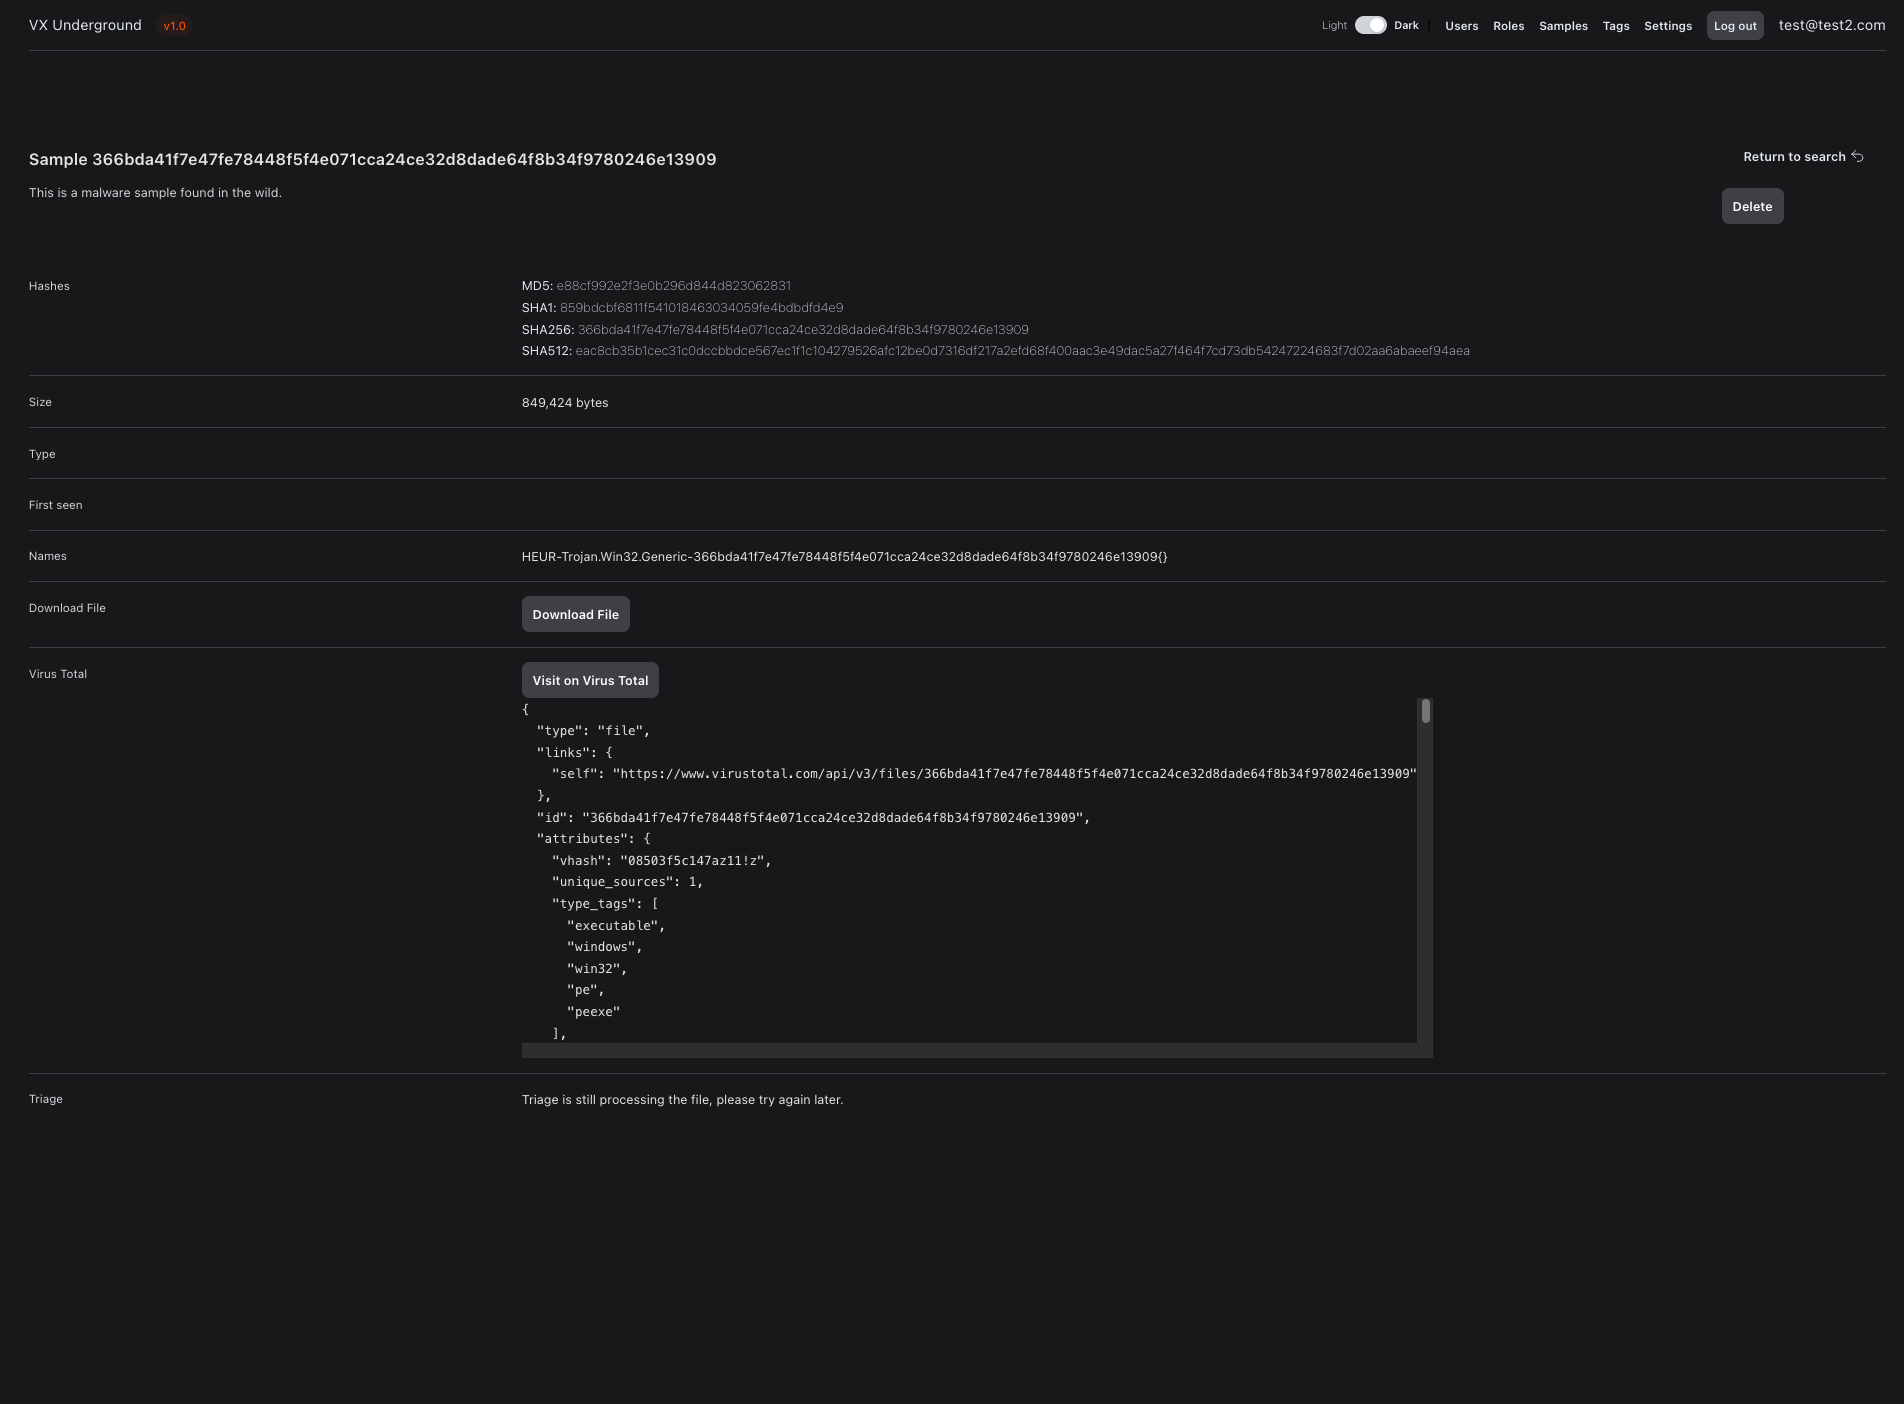 VX Underground v1.0 Light Dark | Users Roles Samples Tags Settings Log out test@test2.com
Sample 366bda41f7e47fe78448f5f4e071cca24ce32d8dade64f8b34f9780246e13909
Return to search
This is a malware sample found in the wild.
Delete
Hashes
MD5: e88cf992e2f3e0b296d844d823062831
SHA1: 859bdcbf6811f541018463034059fe4bdbdfd4e9
SHA256: 366bda41f7e47fe78448f5f4e071cca24ce32d8dade64f8b34f9780246e13909
SHA512: eac8cb35b1cec31c0dccbbdce567ec1f1c104279526afc12be0d7316df217a2efd68f400aac3e49dac5a27f464f7cd73db54247224683f7d02aa6abaeef94aea
Size
849,424 bytes
Type
First seen
Names
HEUR-Trojan.Win32.Generic-366bda41f7e47fe78448f5f4e071cca24ce32d8dade64f8b34f9780246e13909{}
Download File
Download File
Virus Total
Visit on Virus Total
{
"type": "file",
"links": {
"self": "https://www.virustotal.com/api/v3/files/366bda41f7e47fe78448f5f4e071cca24ce32d8dade64f8b34f9780246e13909"
},
"id": "366bda41f7e47fe78448f5f4e071cca24ce32d8dade64f8b34f9780246e13909",
"attributes": {
"vhash": "08503f5c147az11!z",
"unique_sources": 1,
"type_tags": [
"executable",
"windows",
"win32",
"pe",
"peexe"
],
Triage
Triage is still processing the file, please try again later.